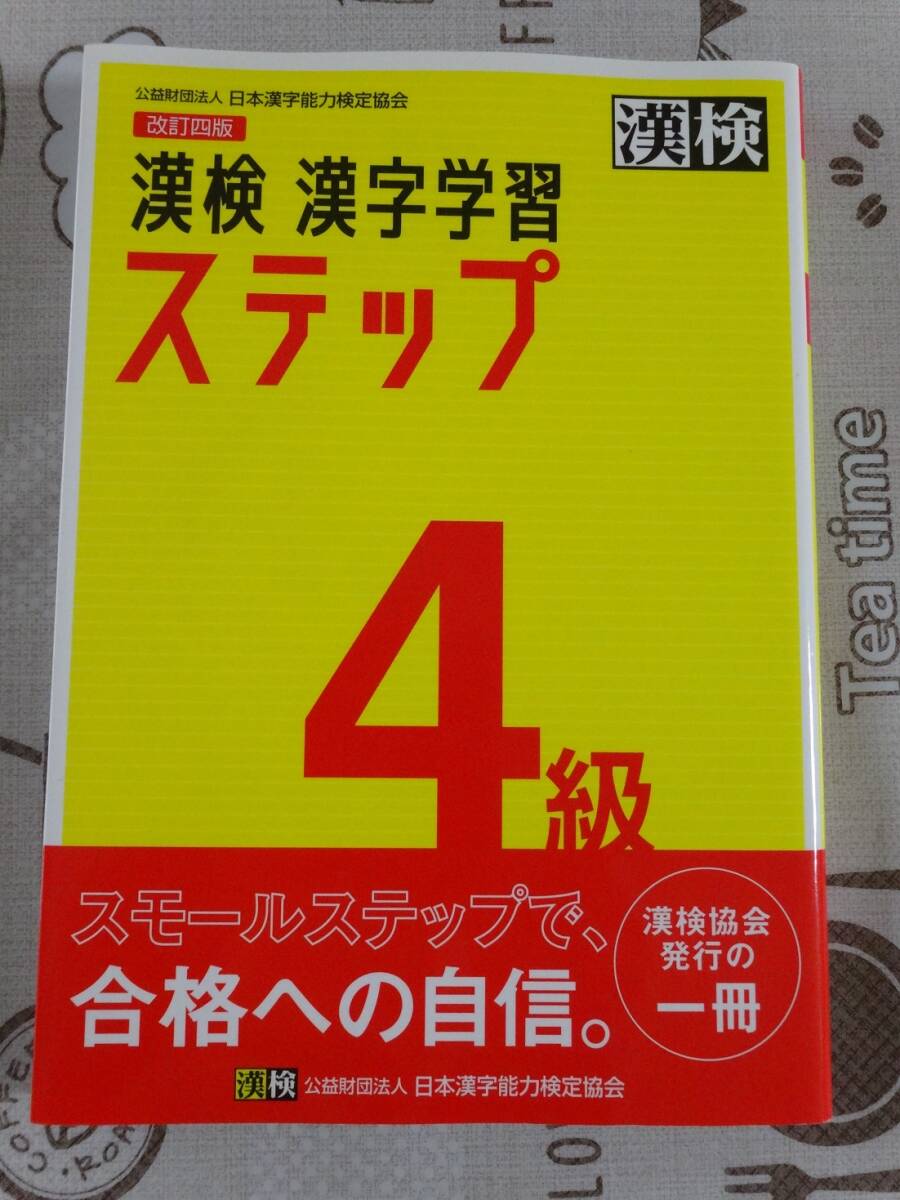 公益財団法人 日本漢字能力検定協会
改訂四版
漢検
漢検 漢字学習
ステップ
4級
スモールステップで、
合格への自信。
漢検協会
発行の
一冊
漢検 公益財団法人 日本漢字能力検定協会
Tea time